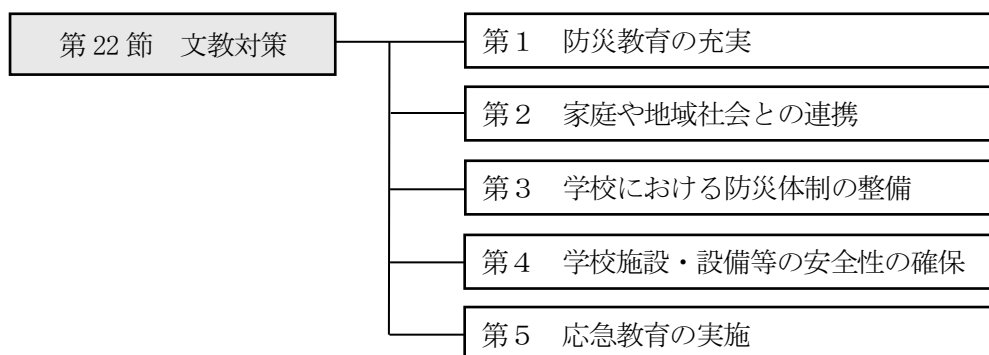 第22節　文教対策
第１　防災教育の充実
第２　家庭や地域社会との連携
第３　学校における防災体制の整備
第４　学校施設・設備等の安全性の確保
第５　応急教育の実施